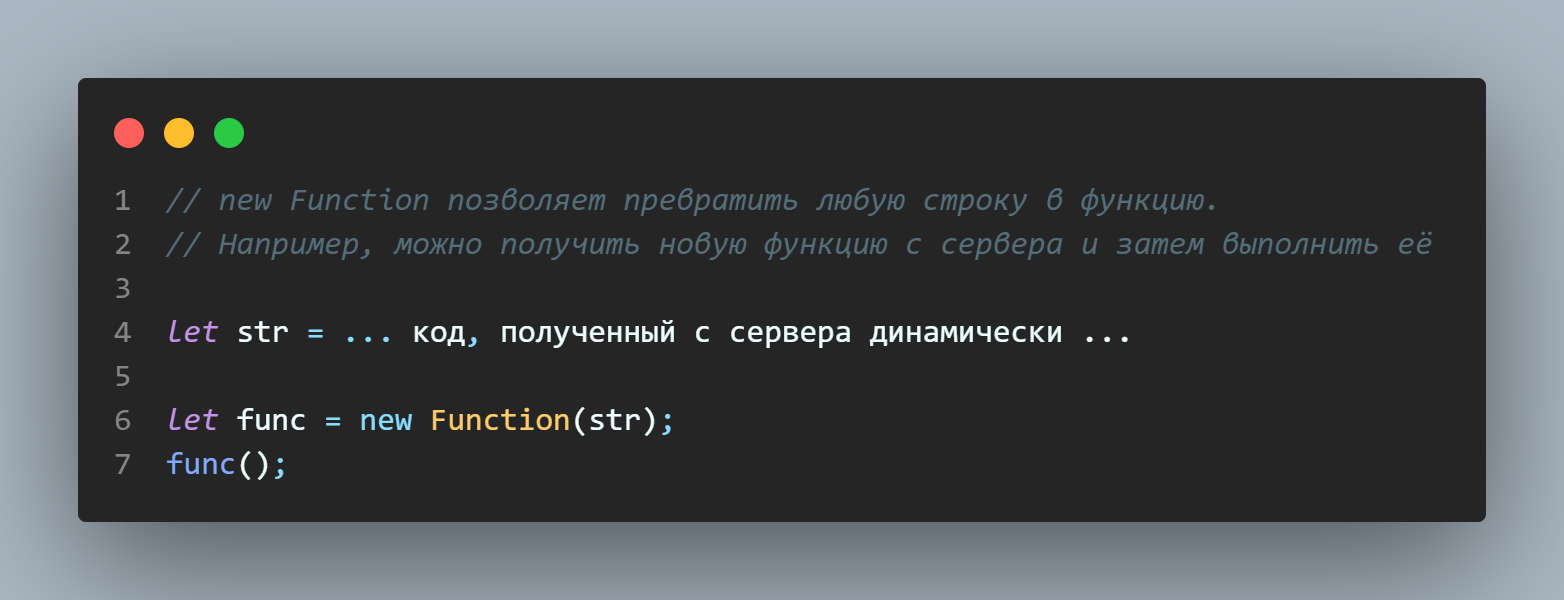 1 // new Function позволяет превратить любую строку в функцию.
2 // Например, можно получить новую функцию с сервера и затем выполнить её
3
4 let str = ... код, полученный с сервера динамически ...
5
6 let func = new Function(str);
7 func();